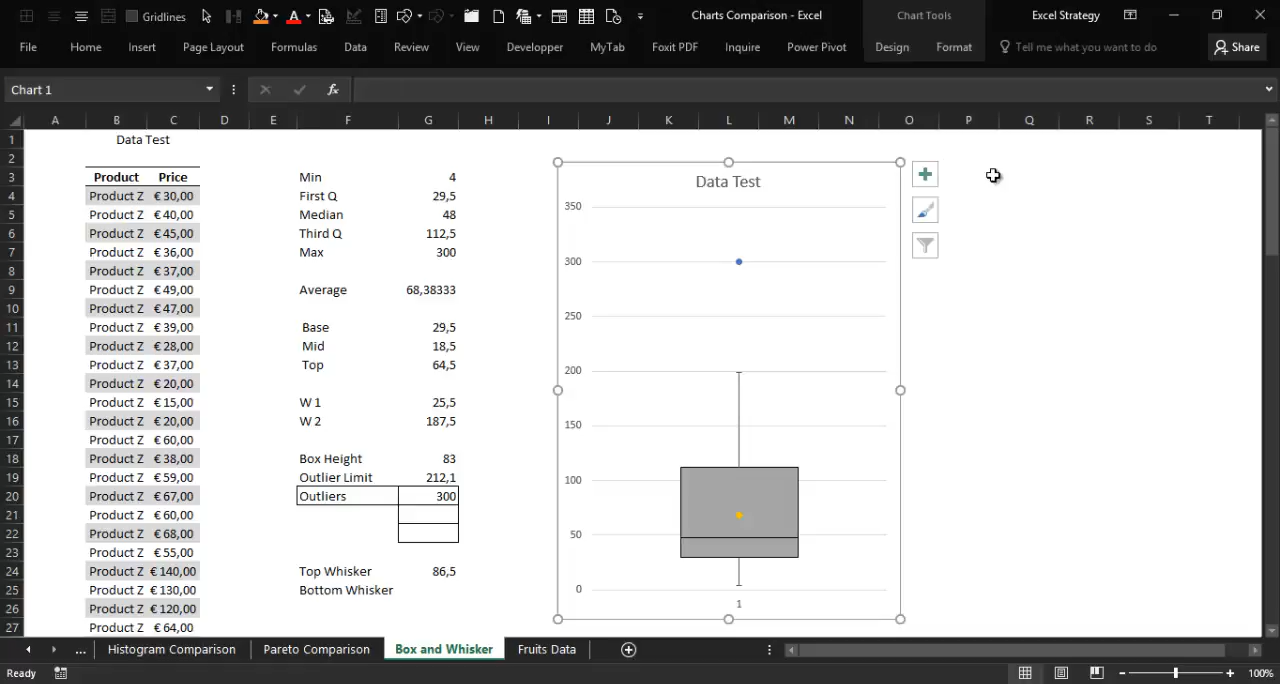 Gridlines
A
Charts Comparison - Excel
Chart Tools
Excel Strategy
File
Home
Insert
Page Layout
Formulas
Data
Review
View
Developer
MyTab
Foxit PDF
Inquire
Power Pivot
Design
Format
Tell me what you want to do
Share
Chart 1
fx
A B C D E F G H I J K L M N O P Q R S T
1 Data Test
2
3 Product Price Min 4
4 Product Z € 30,00 First Q 29,5
5 Product Z € 40,00 Median 48
6 Product Z € 45,00 Third Q 112,5
7 Product Z € 36,00 Max 300
8 Product Z € 37,00
9 Product Z € 49,00 Average 68,38333
10 Product Z € 47,00
11 Product Z € 39,00 Base 29,5
12 Product Z € 28,00 Mid 18,5
13 Product Z € 37,00 Top 64,5
14 Product Z € 20,00
15 Product Z € 15,00 W 1 25,5
16 Product Z € 20,00 W 2 187,5
17 Product Z € 60,00
18 Product Z € 38,00 Box Height 83
19 Product Z € 59,00 Outlier Limit 212,1
20 Product Z € 67,00 Outliers 300
21 Product Z € 60,00
22 Product Z € 68,00
23 Product Z € 55,00
24 Product Z € 140,00 Top Whisker 86,5
25 Product Z € 130,00 Bottom Whisker
26 Product Z € 120,00
27 Product Z € 64,00
Data Test
350
300
250
200
150
100
50
0
1
...
Histogram Comparison
Pareto Comparison
Box and Whisker
Fruits Data
Ready
100%